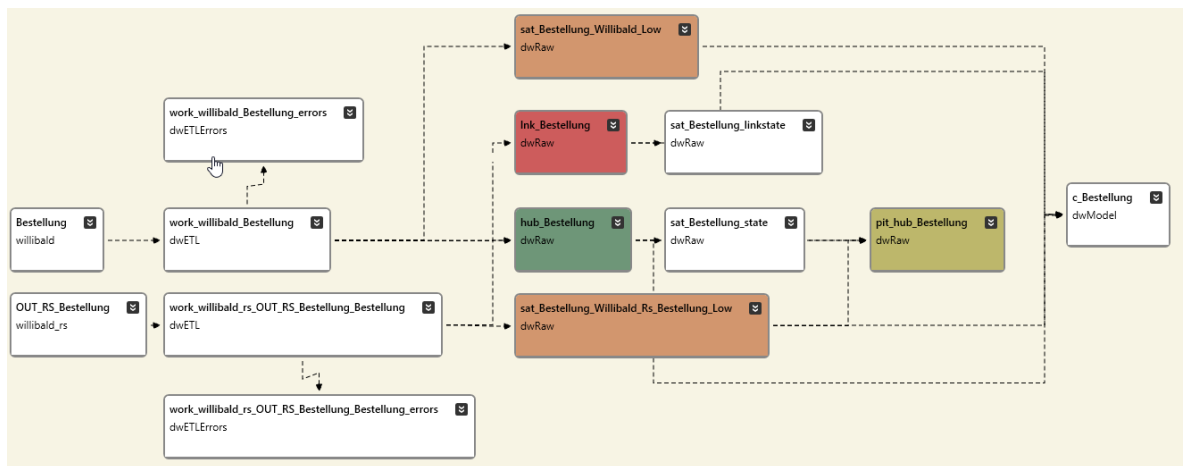 sat_Bestellung_Willibald_Low
dwRaw
work_willibald_Bestellung_errors
dwETLErrors
lnk_Bestellung
dwRaw
sat_Bestellung_linkstate
dwRaw
Bestellung
willibald
work_willibald_Bestellung
dwETL
hub_Bestellung
dwRaw
sat_Bestellung_state
dwRaw
pit_hub_Bestellung
dwRaw
c_Bestellung
dwModel
OUT_RS_Bestellung
willibald_rs
work_willibald_rs_OUT_RS_Bestellung_Bestellung
dwETL
sat_Bestellung_Willibald_Rs_Bestellung_Low
dwRaw
work_willibald_rs_OUT_RS_Bestellung_Bestellung_errors
dwETLErrors